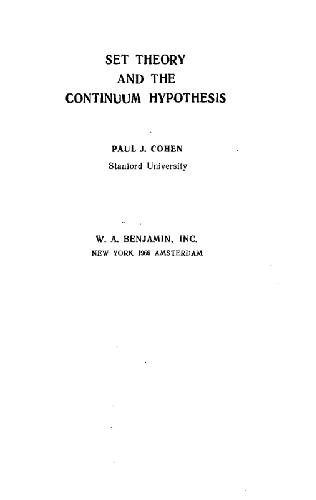 SET THEORY
AND THE
CONTINUUM HYPOTHESIS
PAUL J. COHEN
Stanford University
W. A. BENJAMIN, INC.
NEW YORK 1966 AMSTERDAM